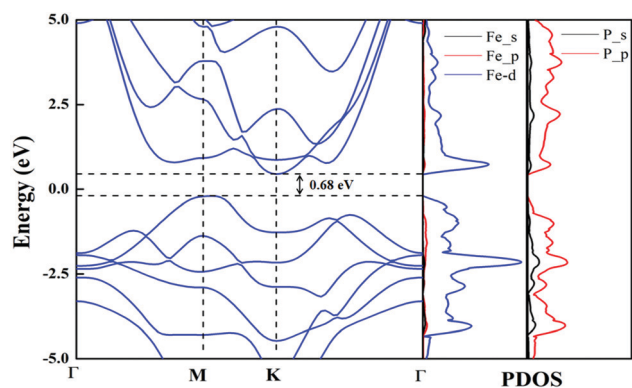 5.0
2.5
0.0
-2.5
-5.0
Energy (eV)
0.68 eV
Γ
M
K
Γ
Fe_s
Fe_p
Fe-d
P_s
P_p
PDOS